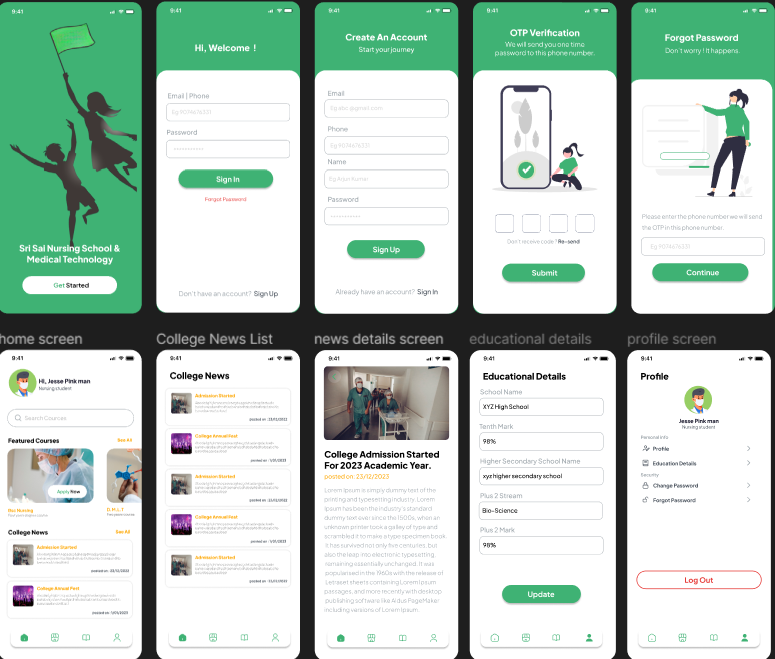 9:41
Sri Sai Nursing School &
Medical Technology
Get Started
9:41
Hi, Welcome !
Email | Phone
Eg 9074676331
Password
Sign In
Forgot Password
Don't have an account? Sign Up
9:41
Create An Account
Start your journey
Email
Eg abc@gmail.com
Phone
Eg 9074676331
Name
Eg Arjun Kumar
Password
Sign Up
Already have an account? Sign In
9:41
OTP Verification
We will send you one time
password to this phone number.
Don't receive code ? Re-send
Submit
9:41
Forgot Password
Don't worry ! It happens.
Please enter the phone number we will send
the OTP in this phone number.
Eg 9074676331
Continue
home screen
9:41
Hi, Jesse Pink man
Nursing student
Search Cources
Featured Cources
See All
Apply Now
Bsc Nursing
D. M. L. T
College News
See All
Admission Started
posted on : 23/12/2023
College Annual Fest
posted on : 1/01/2023
College News List
9:41
College News
Admission Started
posted on : 23/12/2023
College Annual Fest
posted on : 1/01/2023
Admission Started
posted on : 23/12/2023
College Annual Fest
posted on : 1/01/2023
Admission Started
posted on : 23/12/2023
news details screen
9:41
College Admission Started
For 2023 Academic Year.
posted on: 23/12/2023
Lorem Ipsum is simply dummy text of the
printing and typesetting industry. Lorem
Ipsum has been the industry's standard
dummy text ever since the 1500s, when an
unknown printer took a galley of type and
scrambled it to make a type specimen book.
It has survived not only five centuries, but
also the leap into electronic typesetting,
remaining essentially unchanged. It was
popularised in the 1960s with the release of
Letraset sheets containing Lorem Ipsum
passages, and more recently with desktop
publishing software like Aldus PageMaker
including versions of Lorem Ipsum.
educational details
9:41
Educational Details
School Name
XYZ High School
Tenth Mark
98%
Higher Secondary School Name
xyz higher secondary school
Plus 2 Stream
Bio-Science
Plus 2 Mark
98%
Update
profile screen
9:41
Profile
Jesse Pink man
Nursing student
Personal info
Profile
Education Details
Security
Change Password
Forgot Password
Log Out